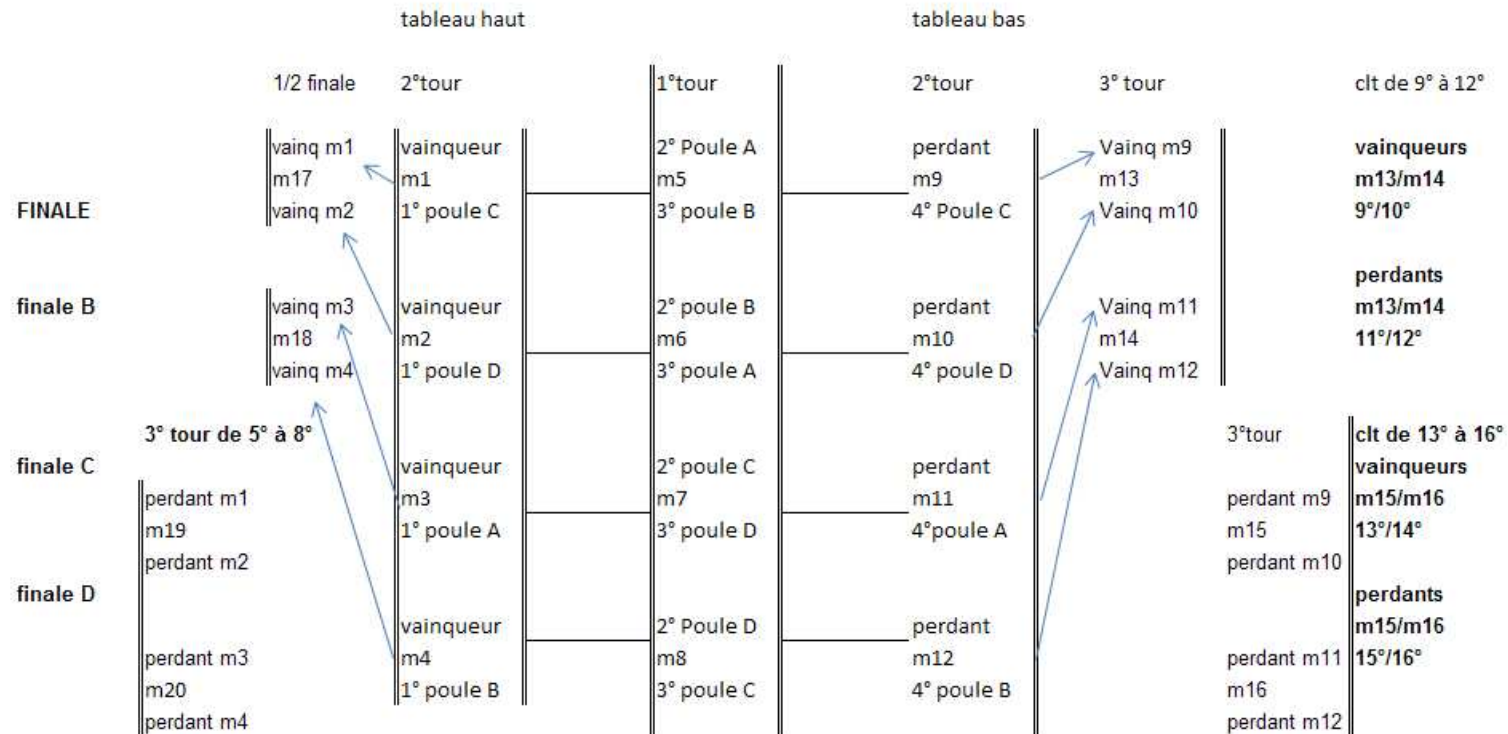 tableau haut tableau bas
1/2 finale 2°tour 1°tour 2°tour 3° tour clt de 9° à 12°
vainq m1 vainqueur 2° Poule A perdant Vainq m9 vainqueurs
m17 m1 m5 m9 m13 m13/m14
FINALE vainq m2 1° poule C 3° poule B 4° Poule C Vainq m10 9°/10°
perdants
finale B vainq m3 vainqueur 2° poule B perdant Vainq m11 m13/m14
m18 m2 m6 m10 m14 11°/12°
vainq m4 1° poule D 3° poule A 4° poule D Vainq m12
3° tour de 5° à 8° 3°tour clt de 13° à 16°
finale C vainqueur 2° poule C perdant vainqueurs
perdant m1 m3 m7 m11 perdant m9 m15/m16
m19 1° poule A 3° poule D 4°poule A m15 13°/14°
perdant m2 perdant m10
finale D perdants
vainqueur 2° Poule D perdant m15/m16
perdant m3 m4 m8 m12 perdant m11 15°/16°
m20 1° poule B 3° poule C 4° poule B m16
perdant m4 perdant m12